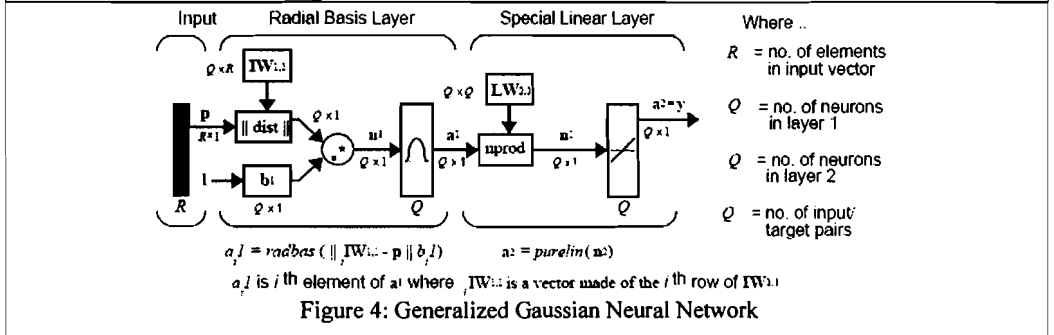 Input Radial Basis Layer Special Linear Layer Where ..
R = no. of elements in input vector
Q×R IW1,1
Q×Q LW2,1
p
R×1
|| dist ||
Q×1
.*
n1
Q×1
a1
Q×1
nprod
n2
Q×1
a2=y
Q×1
1
b1
Q×1
R
Q
Q
Q = no. of neurons in layer 1
Q = no. of neurons in layer 2
Q = no. of input/ target pairs
ai1 = radbas ( || iIW1,1 - p || bi1)
a2 = purelin( n2)
ai1 is i th element of a1 where iIW1,1 is a vector made of the i th row of IW1,1
Figure 4: Generalized Gaussian Neural Network